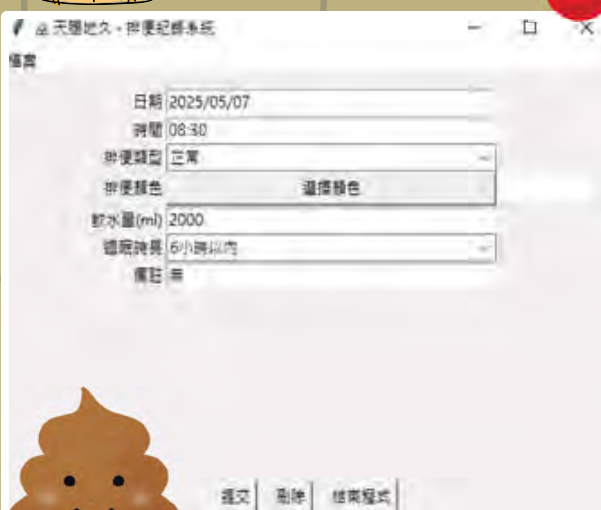 天長地久 - 排便紀錄系統
檔案
日期 2025/05/07
時間 08:30
排便類型 正常
排便顏色 選擇顏色
飲水量(ml) 2000
睡眠時長 6小時以內
備註 無
提交 刪除 結束程式